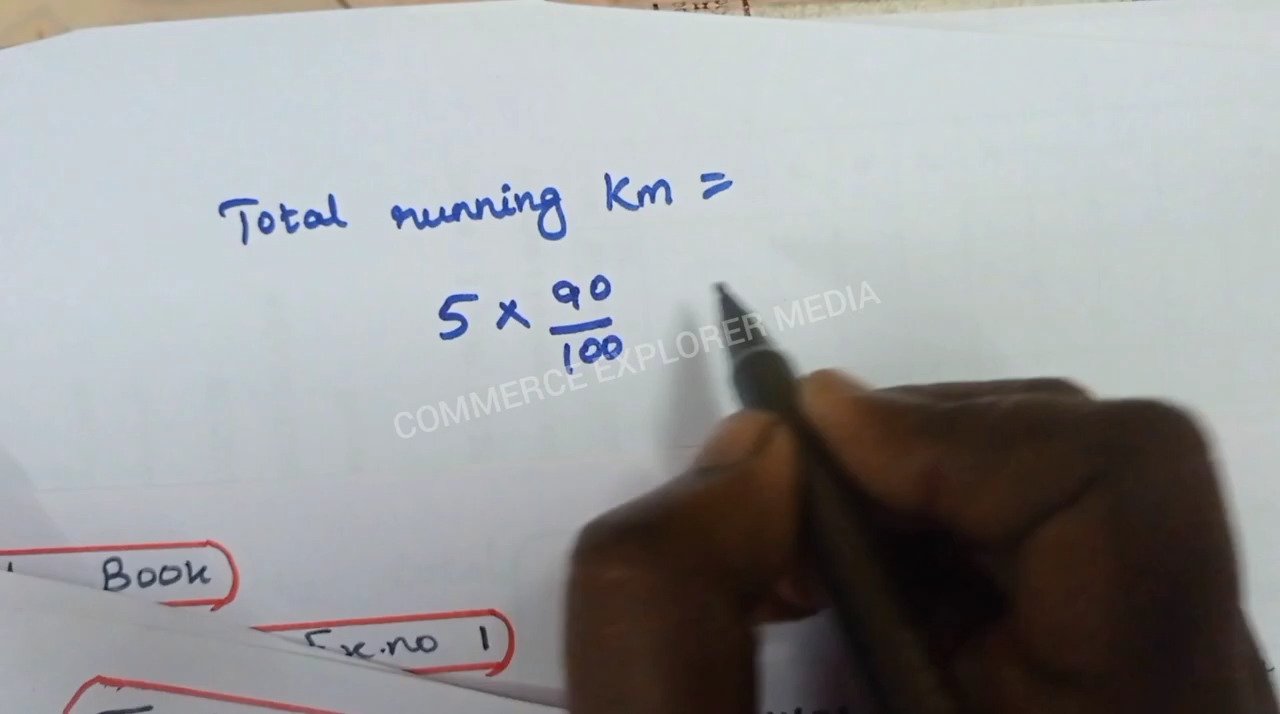 Total running Km =
5 × 90/100
COMMERCE EXPLORER MEDIA
Book
Ex.no 1